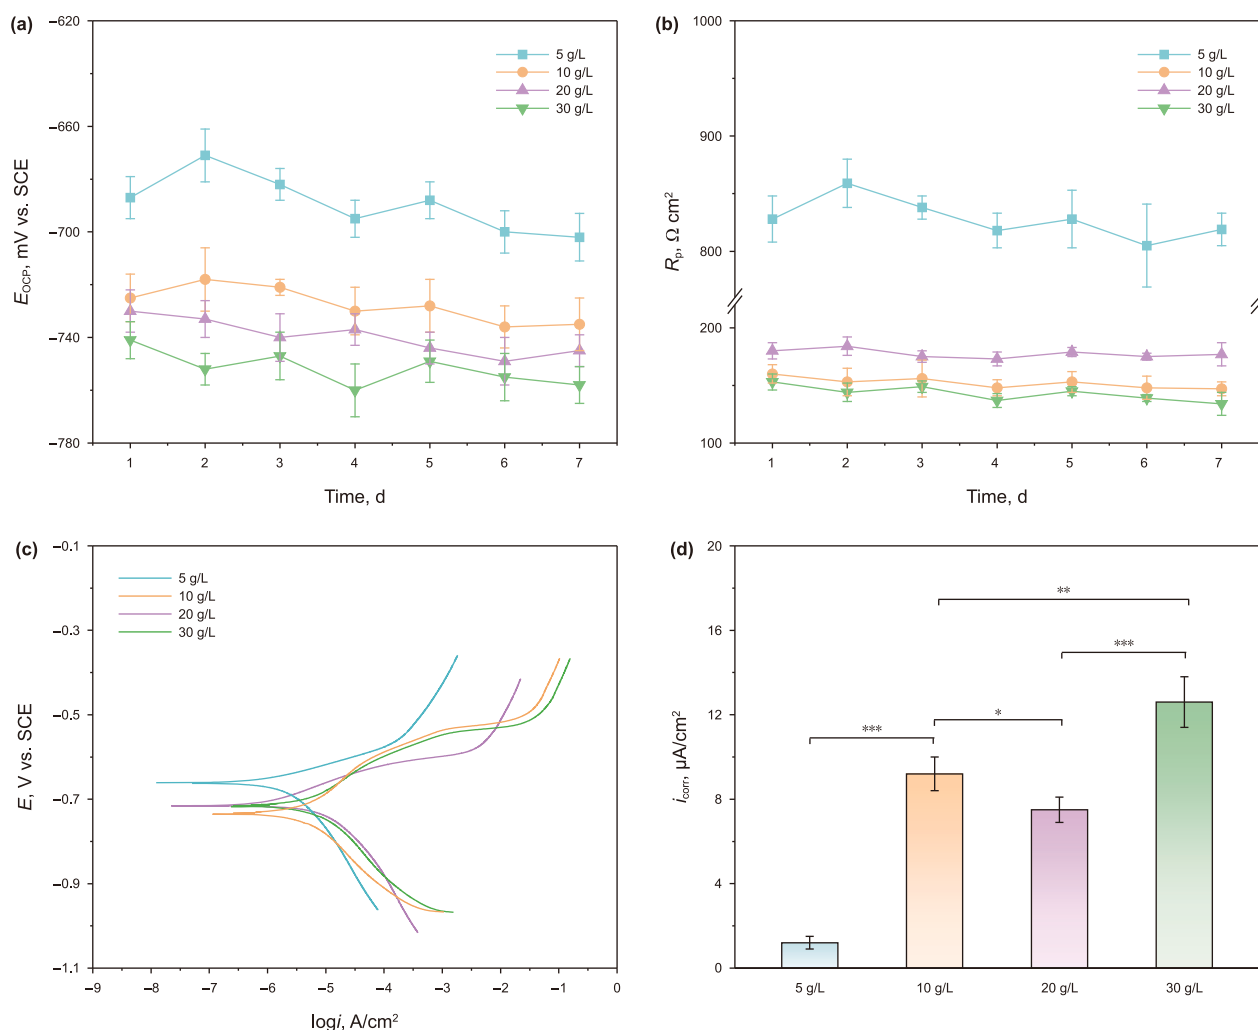 (a)
–620
–660
–700
–740
–780
E_OCP, mV vs. SCE
5 g/L
10 g/L
20 g/L
30 g/L
1 2 3 4 5 6 7
Time, d
(b)
1000
900
800
200
100
R_p, Ω cm²
5 g/L
10 g/L
20 g/L
30 g/L
1 2 3 4 5 6 7
Time, d
(c)
–0.1
–0.3
–0.5
–0.7
–0.9
–1.1
E, V vs. SCE
5 g/L
10 g/L
20 g/L
30 g/L
–9 –8 –7 –6 –5 –4 –3 –2 –1 0
logi, A/cm²
(d)
20
16
12
8
4
0
i_corr, μA/cm²
**
***
***
*
5 g/L 10 g/L 20 g/L 30 g/L